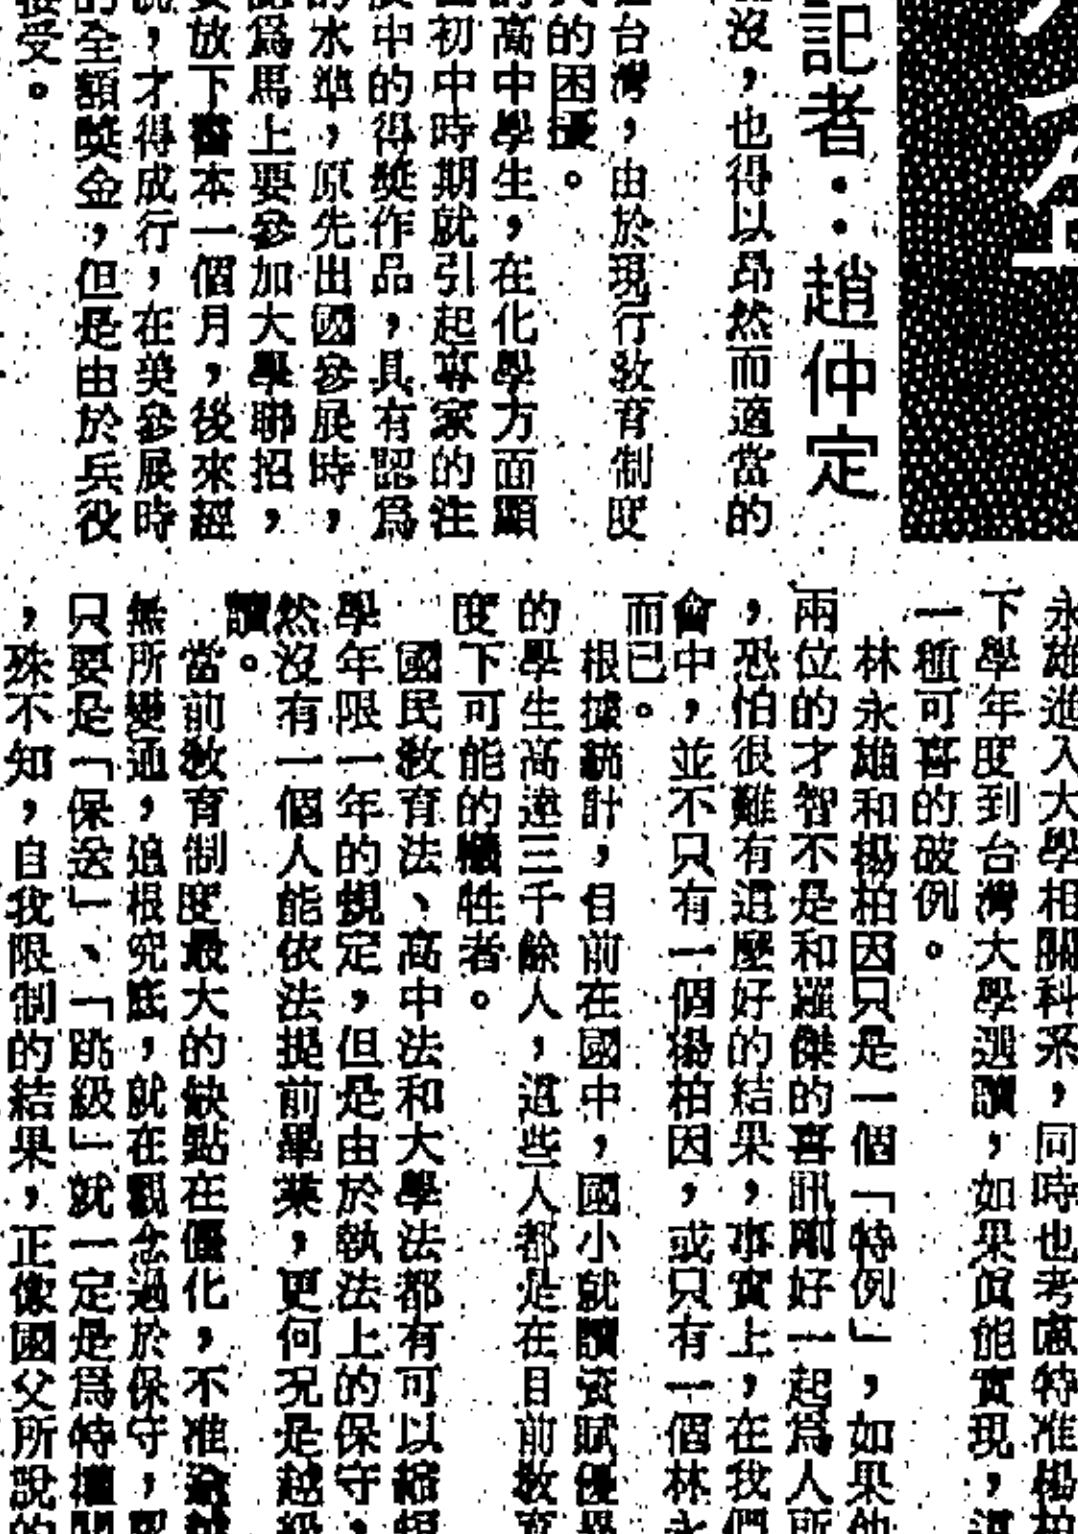 記者：趙仲定
沒，也得以昂然而適當的
台灣，由於現行教育制度
的困擾。
高中學生，在化學方面顯
初中時期就引起專家的注
中的得獎作品，具有認為
水準，原先出國參展時，
為馬上要參加大學聯招，
放下書本一個月，後來經
，才得成行，在美參展時
的全額獎金，但是由於兵役
接受。
永雄進入大學相關科系，同時也考慮特准楊柏
下學年度到台灣大學選讀，如果真能實現，這
一種可喜的破例。
林永雄和楊柏因只是一個「特例」，如果他
兩位的才智不是和羅傑的喜訊剛好一起為人所
，恐怕很難有這麼好的結果，事實上，在我們
會中，並不只有一個楊柏因，或只有一個林永
而已。
根據統計，目前在國中，國小就讀資賦優異
的學生高達三千餘人，這些人都是在目前教育
度下可能的犧牲者。
國民教育法、高中法和大學法都有可以縮短
學年限一年的規定，但是由於執法上的保守，
然沒有一個人能依法提前畢業，更何況是越級
讀。
當前教育制度最大的缺點在僵化，不准
無所變通，追根究底，就在觀念過於保守，認
只要是「保送」、「跳級」就一定是為特權開
，殊不知，自我限制的結果，正像國父所說的